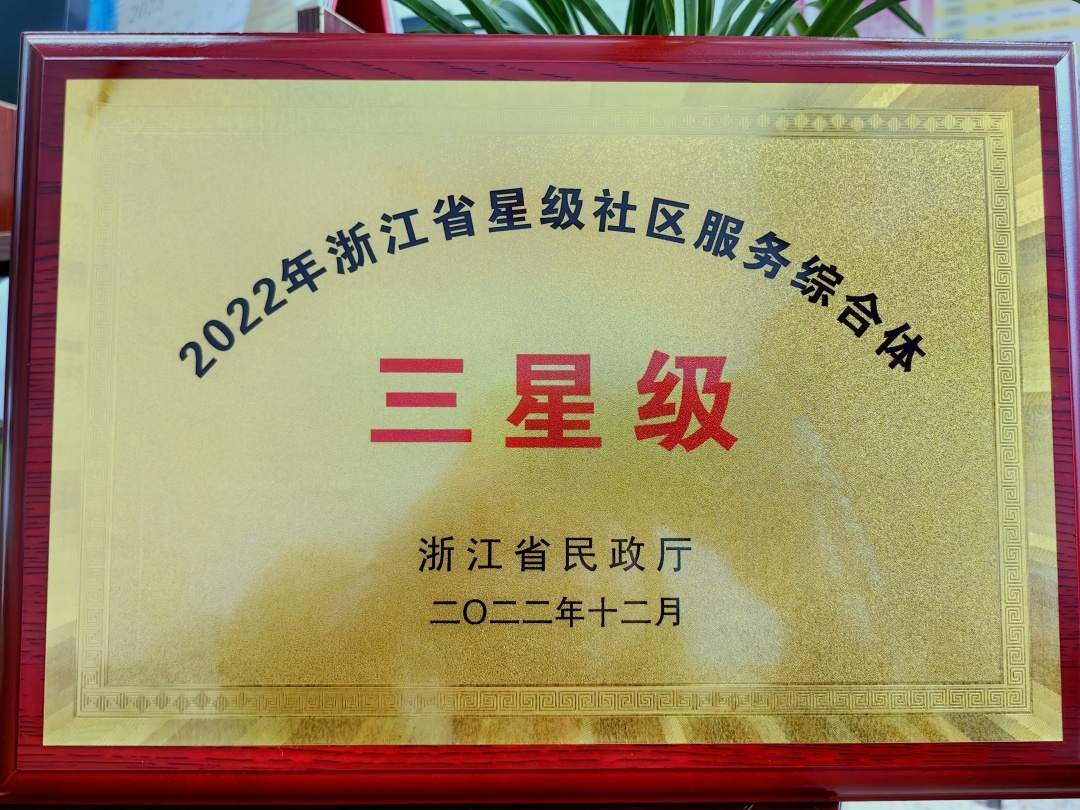 2022年浙江省星级社区服务综合体
三星级
浙江省民政厅
二〇二二年十二月